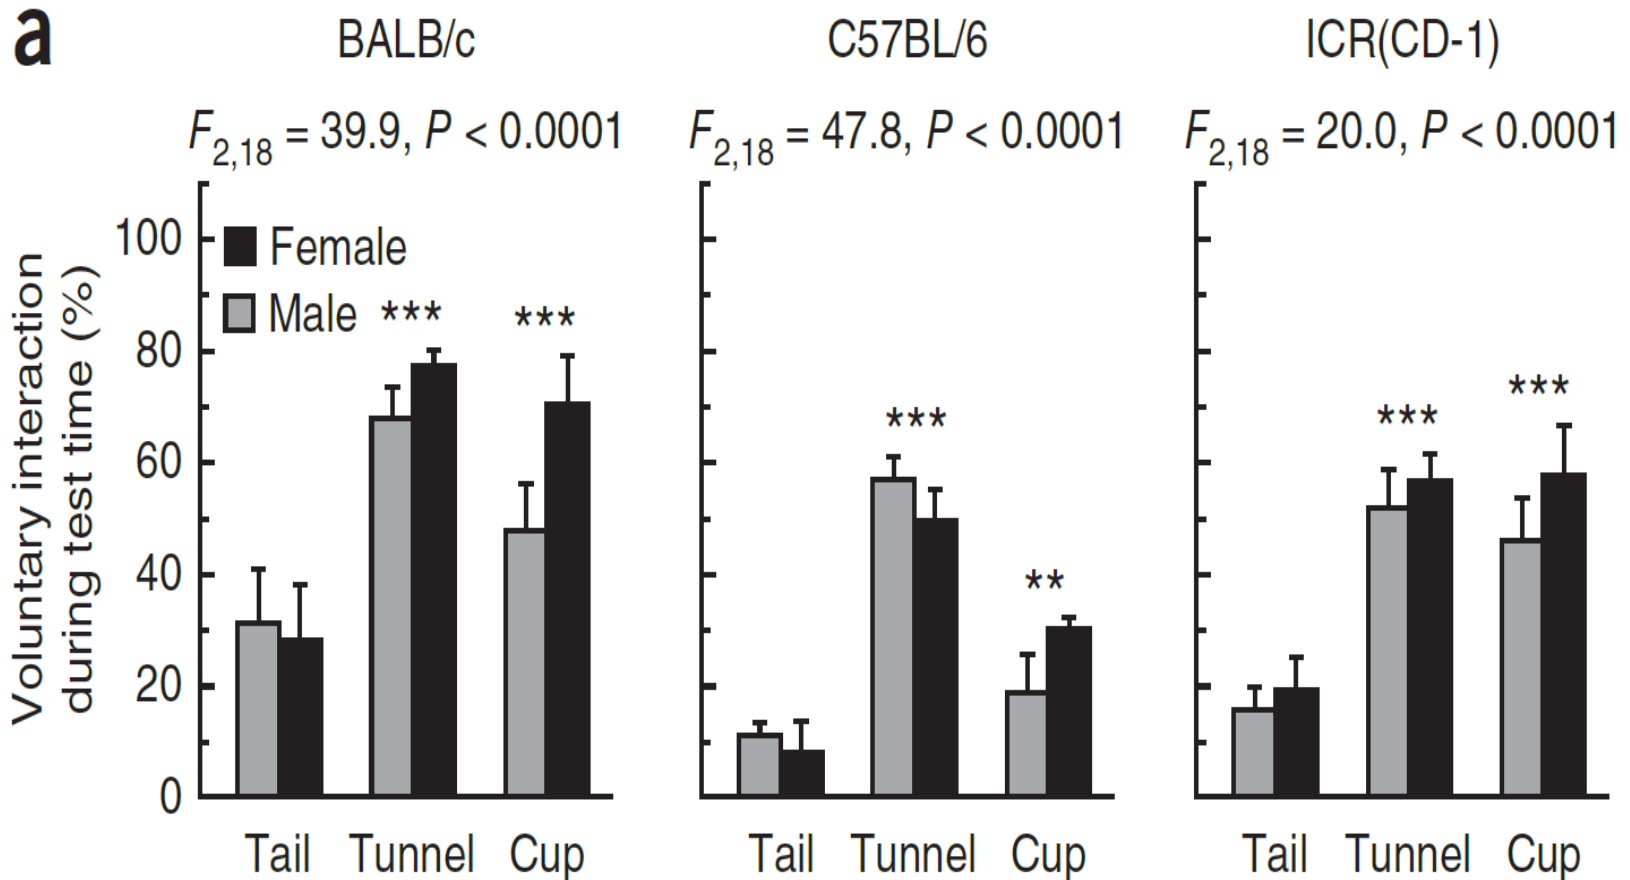 a
BALB/c
C57BL/6
ICR(CD-1)
F2,18 = 39.9, P < 0.0001
F2,18 = 47.8, P < 0.0001
F2,18 = 20.0, P < 0.0001
Voluntary interaction
during test time (%)
100
80
60
40
20
0
Female
Male
***
***
***
**
***
***
Tail Tunnel Cup
Tail Tunnel Cup
Tail Tunnel Cup